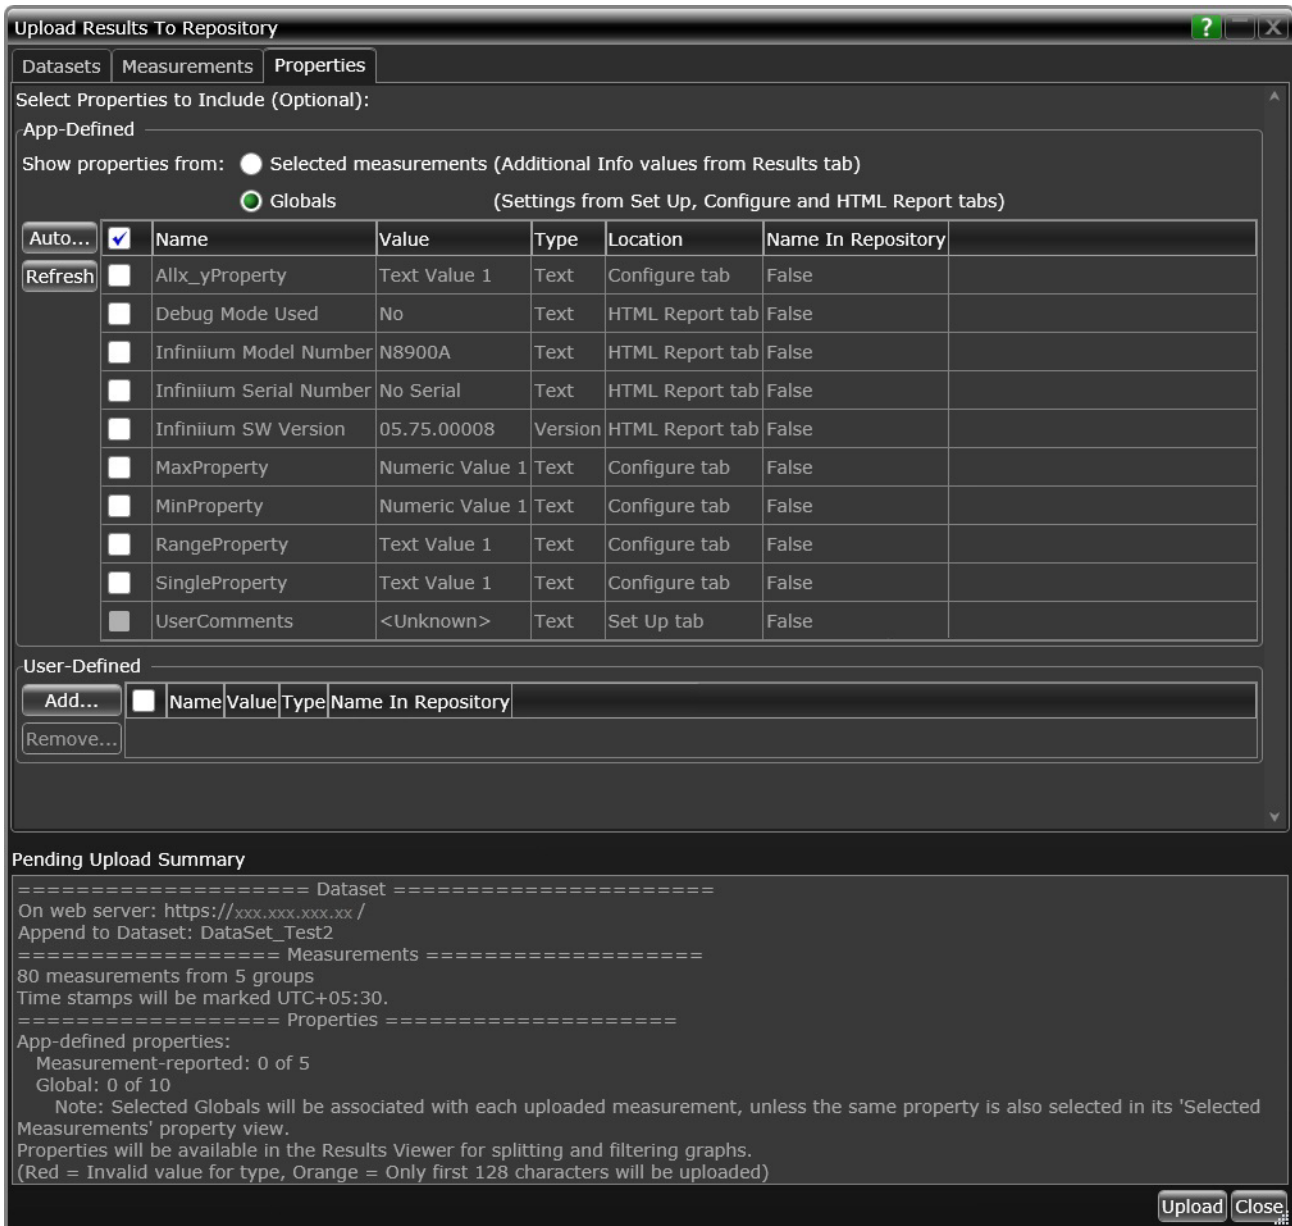 Upload Results To Repository ? X
Datasets Measurements Properties
Select Properties to Include (Optional):
App-Defined
Show properties from: Selected measurements (Additional Info values from Results tab)
Globals (Settings from Set Up, Configure and HTML Report tabs)
Auto... Name Value Type Location Name In Repository
Refresh Allx_yProperty Text Value 1 Text Configure tab False
Debug Mode Used No Text HTML Report tab False
Infiniium Model Number N8900A Text HTML Report tab False
Infiniium Serial Number No Serial Text HTML Report tab False
Infiniium SW Version 05.75.00008 Version HTML Report tab False
MaxProperty Numeric Value 1 Text Configure tab False
MinProperty Numeric Value 1 Text Configure tab False
RangeProperty Text Value 1 Text Configure tab False
SingleProperty Text Value 1 Text Configure tab False
UserComments <Unknown> Text Set Up tab False
User-Defined
Add... Name Value Type Name In Repository
Remove...
Pending Upload Summary
==================== Dataset ======================
On web server: https://xxx.xxx.xxx.xx /
Append to Dataset: DataSet_Test2
================== Measurements ===================
80 measurements from 5 groups
Time stamps will be marked UTC+05:30.
================== Properties ====================
App-defined properties:
Measurement-reported: 0 of 5
Global: 0 of 10
Note: Selected Globals will be associated with each uploaded measurement, unless the same property is also selected in its 'Selected
Measurements' property view.
Properties will be available in the Results Viewer for splitting and filtering graphs.
(Red = Invalid value for type, Orange = Only first 128 characters will be uploaded)
Upload Close